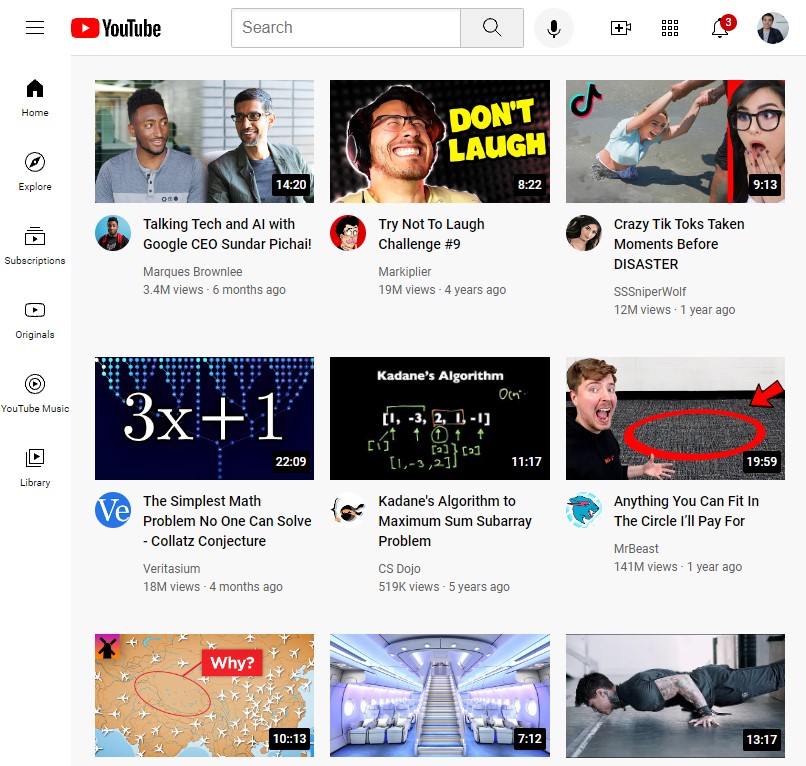 YouTube
Search
3
Home
Explore
Subscriptions
Originals
YouTube Music
Library
14:20
Talking Tech and AI with
Google CEO Sundar Pichai!
Marques Brownlee
3.4M views · 6 months ago
DON'T
LAUGH
8:22
Try Not To Laugh
Challenge #9
Markiplier
19M views · 4 years ago
9:13
Crazy Tik Toks Taken
Moments Before
DISASTER
SSSniperWolf
12M views · 1 year ago
3x+1
22:09
Ve
The Simplest Math
Problem No One Can Solve
- Collatz Conjecture
Veritasium
18M views · 4 months ago
Kadane's Algorithm
[1, -3, 2, 1, -1]
[1]
[2]
[2]
[1, -3, 2]
11:17
Kadane's Algorithm to
Maximum Sum Subarray
Problem
CS Dojo
519K views · 5 years ago
19:59
Anything You Can Fit In
The Circle I’ll Pay For
MrBeast
141M views · 1 year ago
Why?
10::13
7:12
13:17